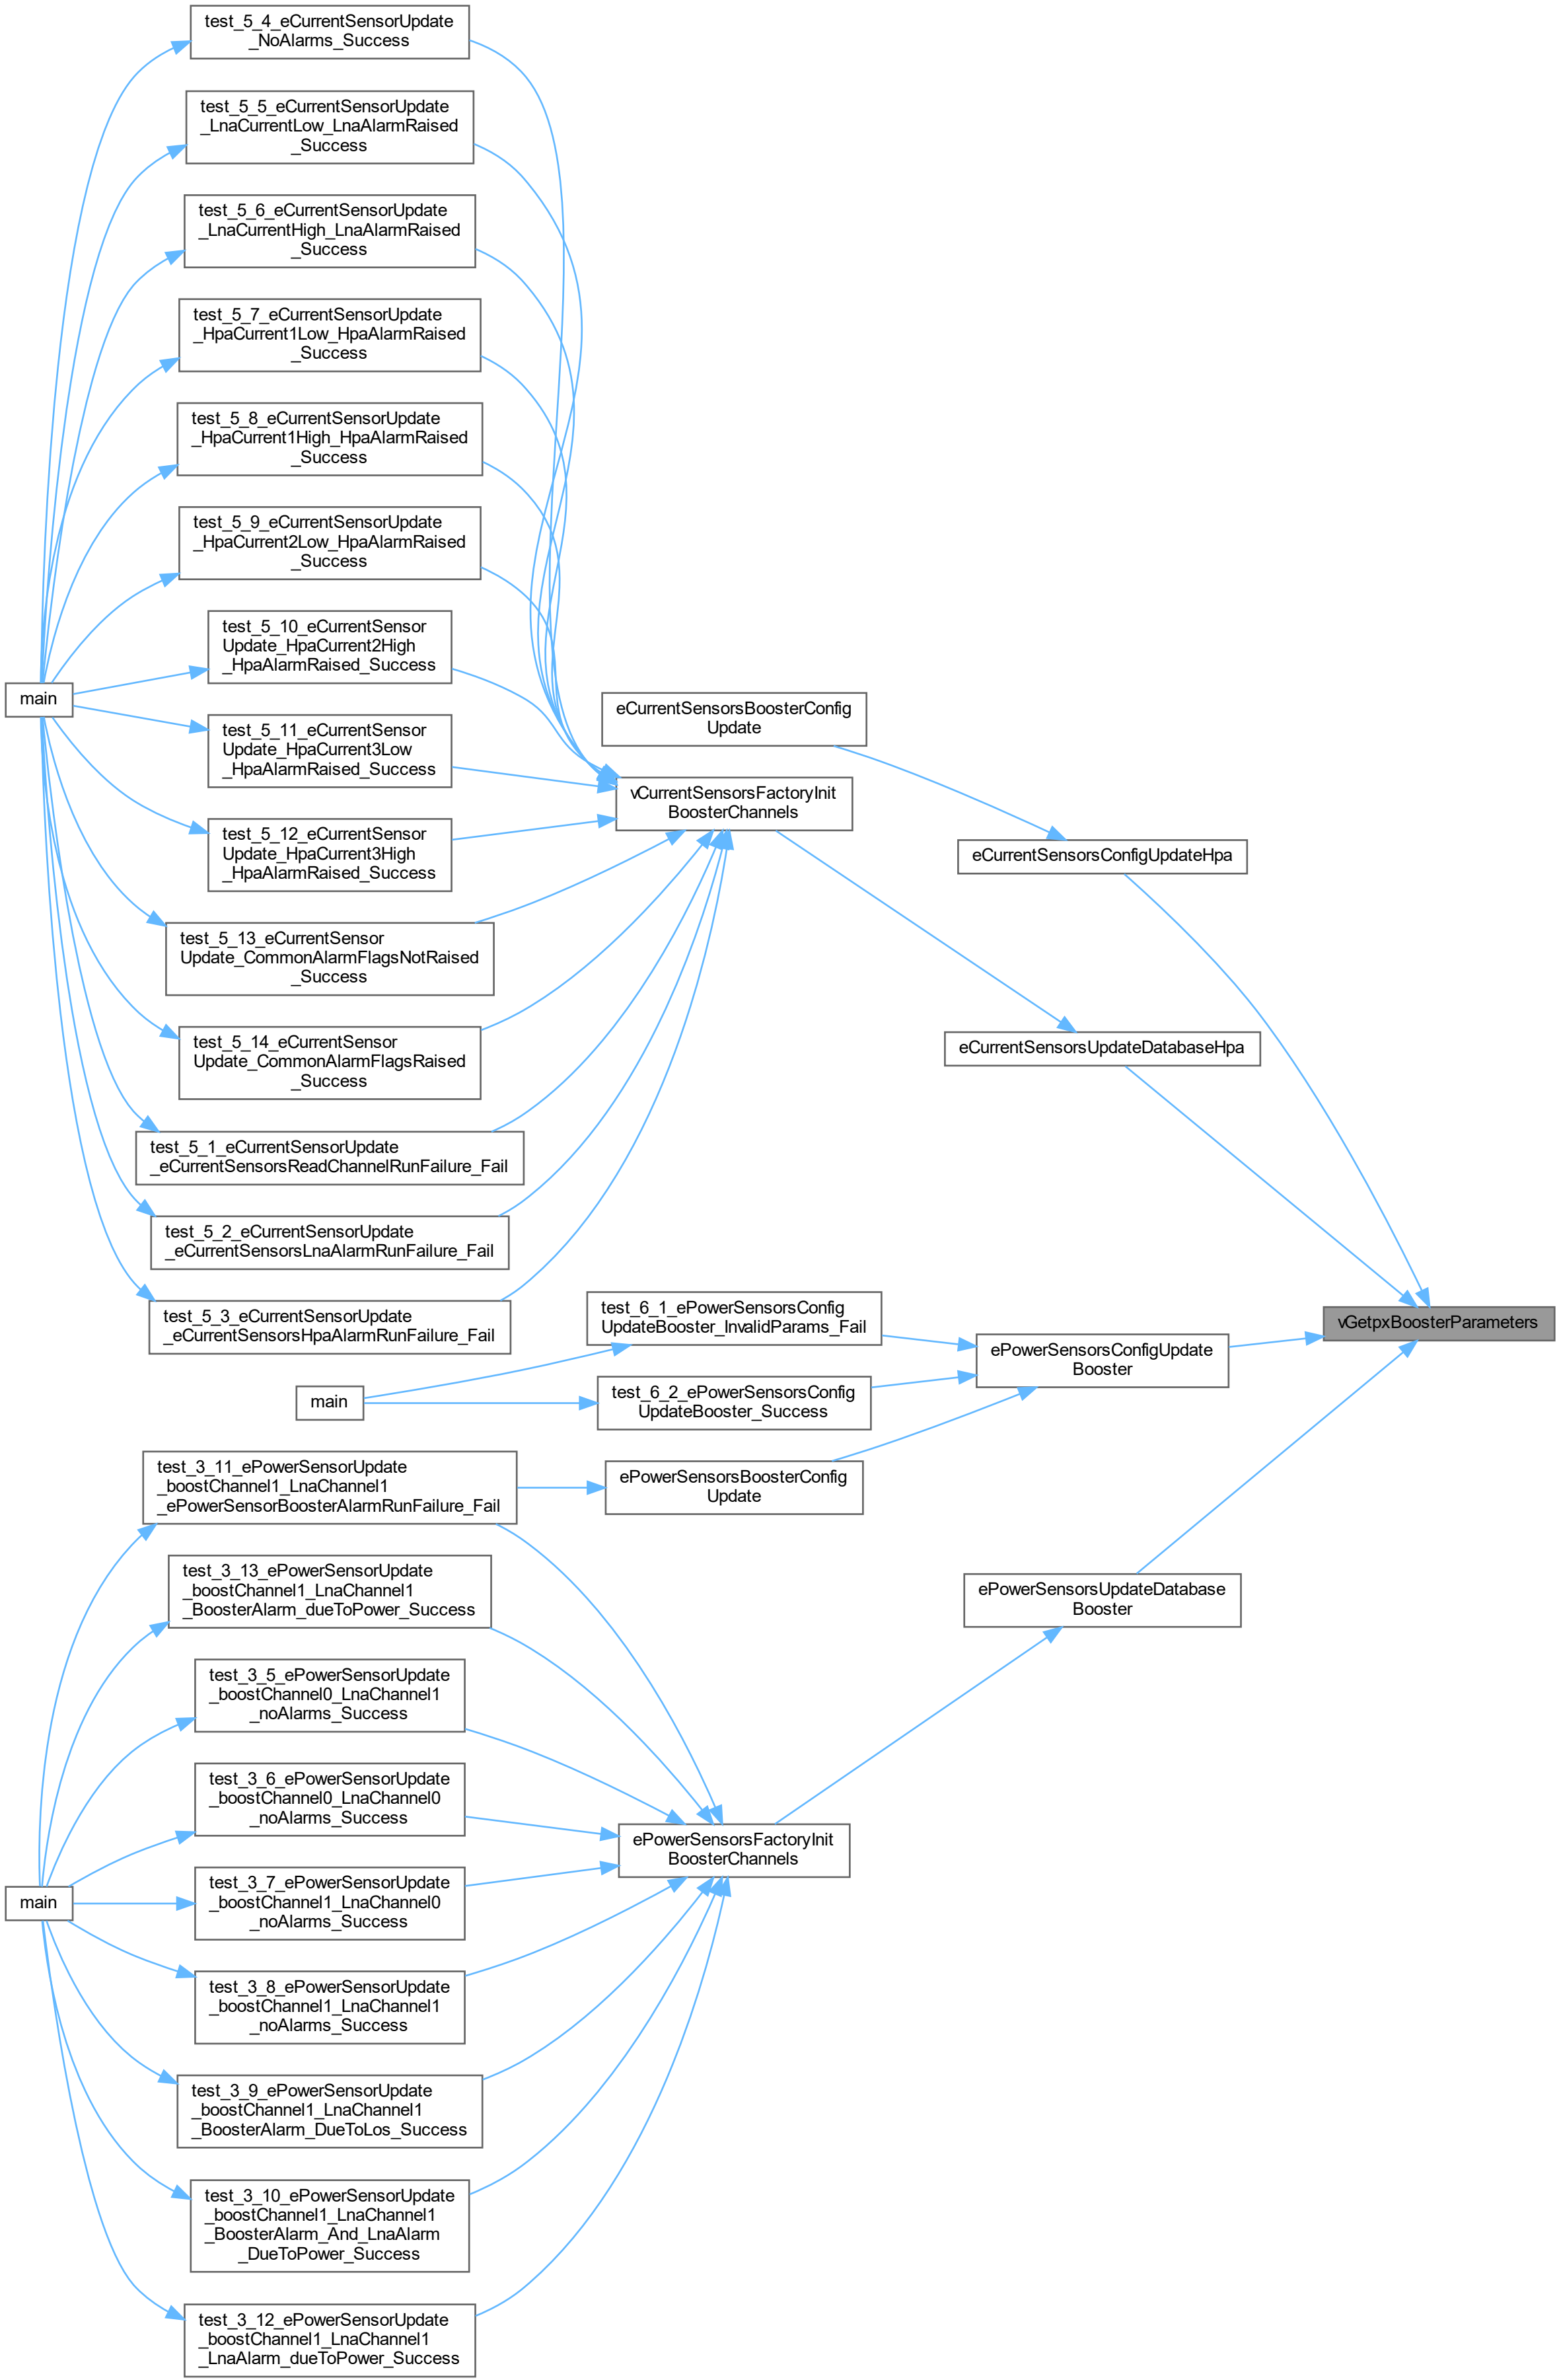 test_5_4_eCurrentSensorUpdate
_NoAlarms_Success
test_5_5_eCurrentSensorUpdate
_LnaCurrentLow_LnaAlarmRaised
_Success
test_5_6_eCurrentSensorUpdate
_LnaCurrentHigh_LnaAlarmRaised
_Success
test_5_7_eCurrentSensorUpdate
_HpaCurrent1Low_HpaAlarmRaised
_Success
test_5_8_eCurrentSensorUpdate
_HpaCurrent1High_HpaAlarmRaised
_Success
test_5_9_eCurrentSensorUpdate
_HpaCurrent2Low_HpaAlarmRaised
_Success
test_5_10_eCurrentSensor
Update_HpaCurrent2High
_HpaAlarmRaised_Success
main
test_5_11_eCurrentSensor
Update_HpaCurrent3Low
_HpaAlarmRaised_Success
test_5_12_eCurrentSensor
Update_HpaCurrent3High
_HpaAlarmRaised_Success
test_5_13_eCurrentSensor
Update_CommonAlarmFlagsNotRaised
_Success
test_5_14_eCurrentSensor
Update_CommonAlarmFlagsRaised
_Success
test_5_1_eCurrentSensorUpdate
_eCurrentSensorsReadChannelRunFailure_Fail
test_5_2_eCurrentSensorUpdate
_eCurrentSensorsLnaAlarmRunFailure_Fail
test_5_3_eCurrentSensorUpdate
_eCurrentSensorsHpaAlarmRunFailure_Fail
eCurrentSensorsBoosterConfig
Update
vCurrentSensorsFactoryInit
BoosterChannels
eCurrentSensorsConfigUpdateHpa
eCurrentSensorsUpdateDatabaseHpa
vGetpxBoosterParameters
test_6_1_ePowerSensorsConfig
UpdateBooster_InvalidParams_Fail
ePowerSensorsConfigUpdate
Booster
main
test_6_2_ePowerSensorsConfig
UpdateBooster_Success
ePowerSensorsBoosterConfig
Update
test_3_11_ePowerSensorUpdate
_boostChannel1_LnaChannel1
_ePowerSensorBoosterAlarmRunFailure_Fail
test_3_13_ePowerSensorUpdate
_boostChannel1_LnaChannel1
_BoosterAlarm_dueToPower_Success
ePowerSensorsUpdateDatabase
Booster
test_3_5_ePowerSensorUpdate
_boostChannel0_LnaChannel1
_noAlarms_Success
test_3_6_ePowerSensorUpdate
_boostChannel0_LnaChannel0
_noAlarms_Success
ePowerSensorsFactoryInit
BoosterChannels
main
test_3_7_ePowerSensorUpdate
_boostChannel1_LnaChannel0
_noAlarms_Success
test_3_8_ePowerSensorUpdate
_boostChannel1_LnaChannel1
_noAlarms_Success
test_3_9_ePowerSensorUpdate
_boostChannel1_LnaChannel1
_BoosterAlarm_DueToLos_Success
test_3_10_ePowerSensorUpdate
_boostChannel1_LnaChannel1
_BoosterAlarm_And_LnaAlarm
_DueToPower_Success
test_3_12_ePowerSensorUpdate
_boostChannel1_LnaChannel1
_LnaAlarm_dueToPower_Success